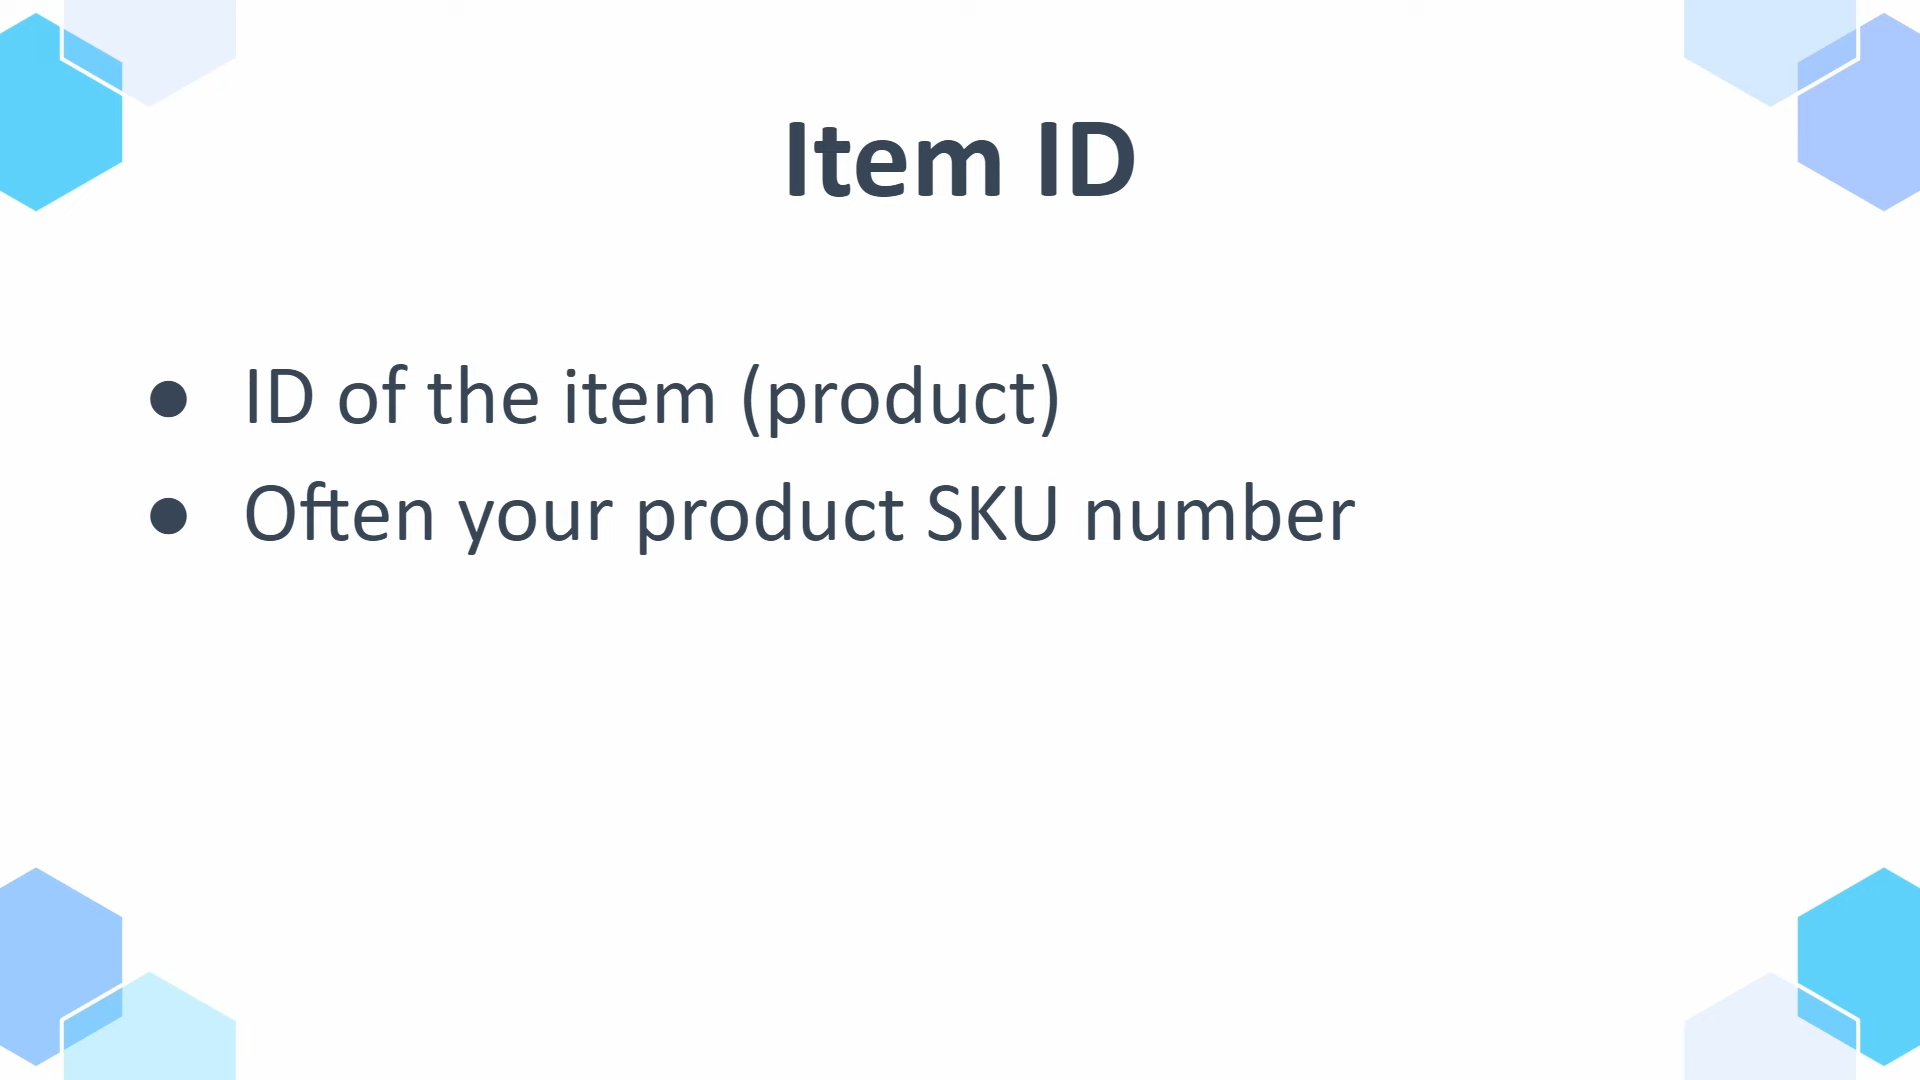 Item ID
● ID of the item (product)
● Often your product SKU number